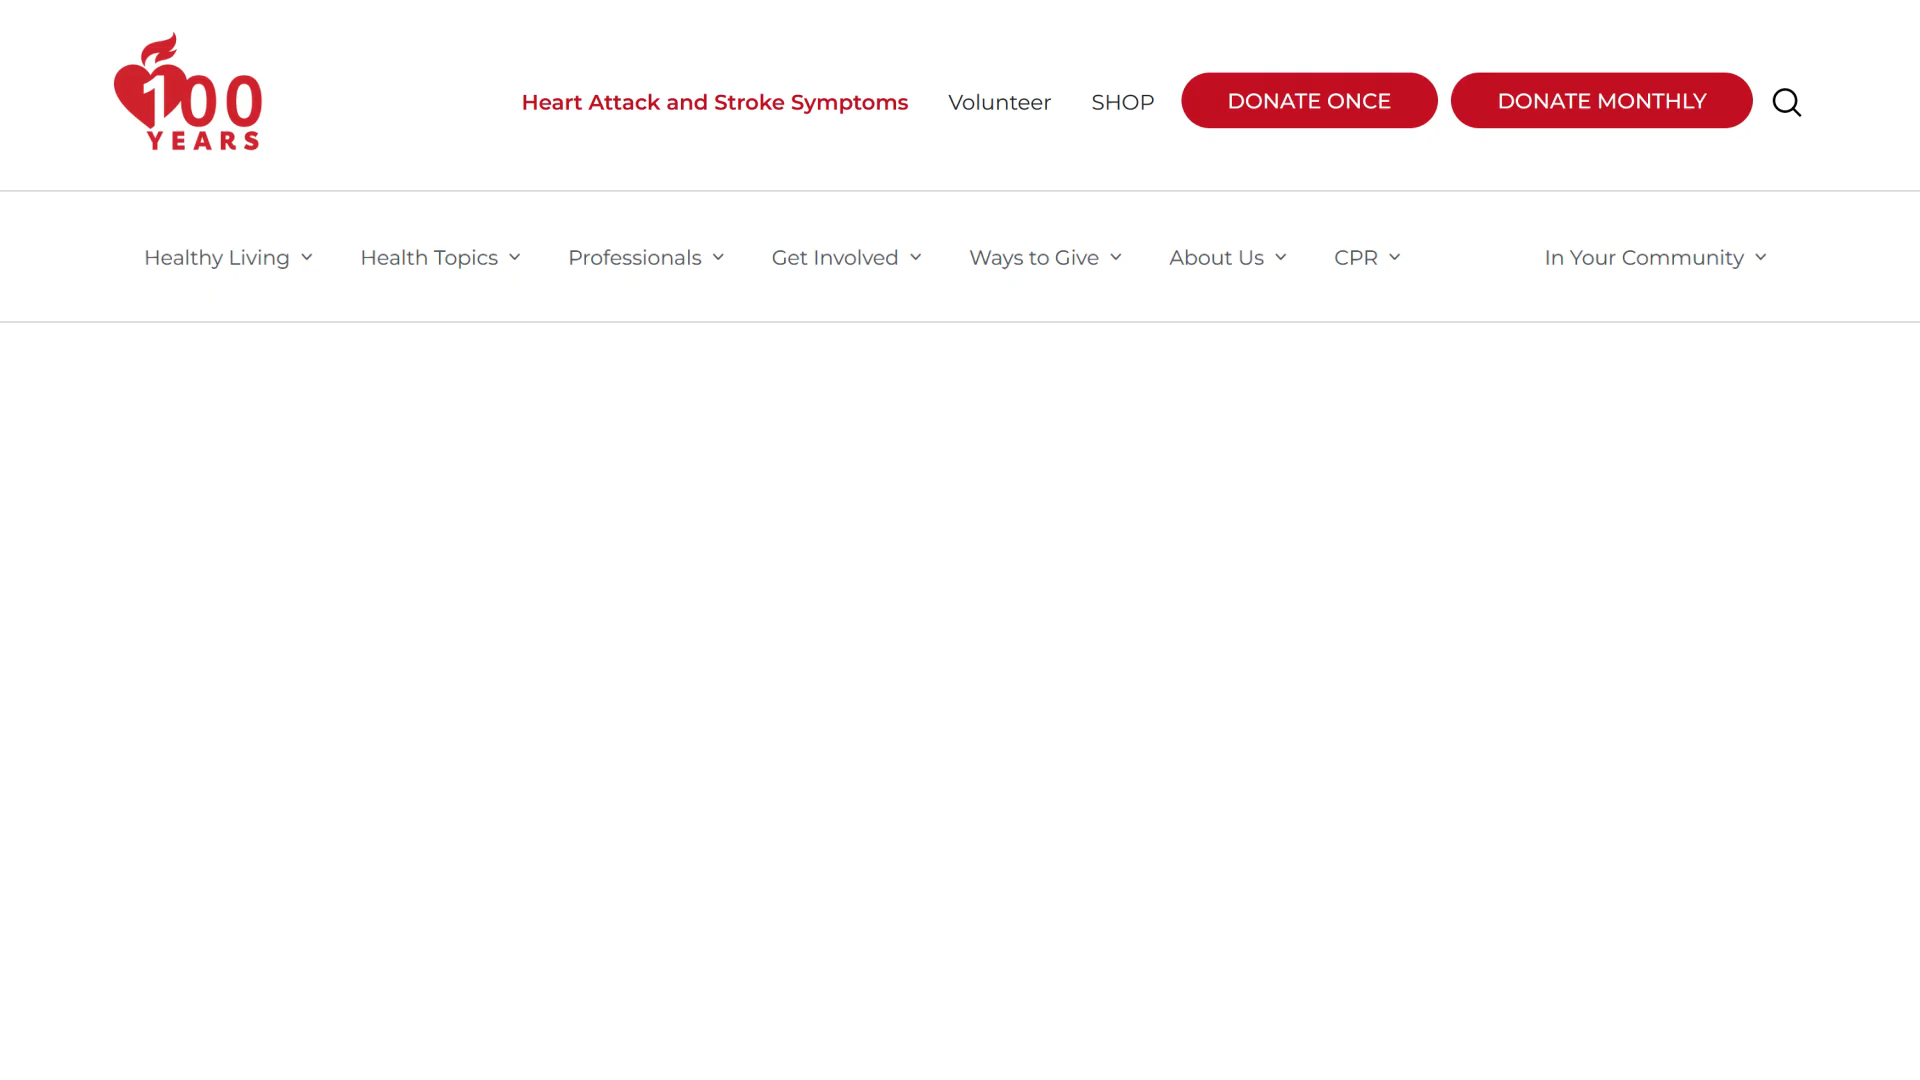 100
YEARS
Heart Attack and Stroke Symptoms Volunteer SHOP DONATE ONCE DONATE MONTHLY
Healthy Living Health Topics Professionals Get Involved Ways to Give About Us CPR In Your Community